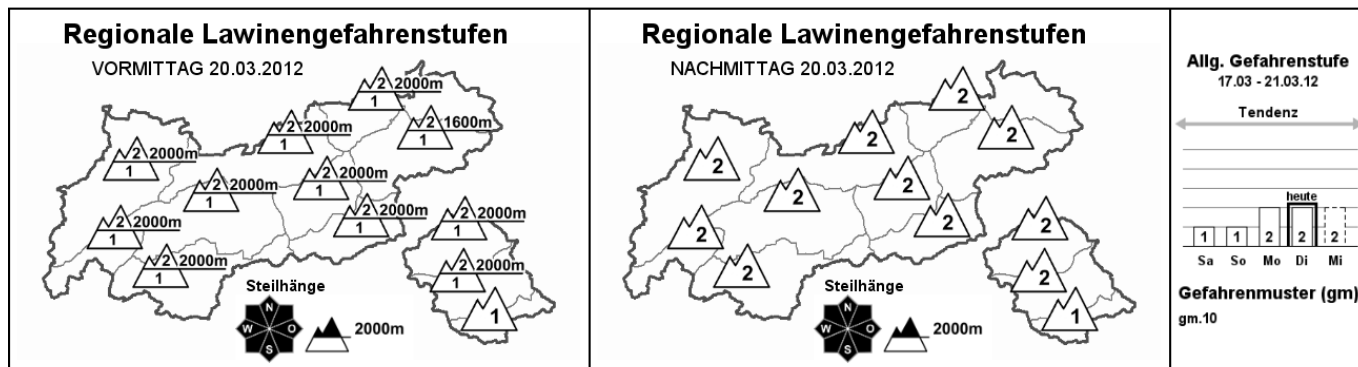 Regionale Lawinengefahrenstufen
VORMITTAG 20.03.2012
2 2000m
1
2 1600m
1
2 2000m
1
2 2000m
1
2 2000m
1
2 2000m
1
2 2000m
1
2 2000m
1
2 2000m
1
2 2000m
1
2 2000m
1
1
Steilhänge
N
W O
S
2000m
Regionale Lawinengefahrenstufen
NACHMITTAG 20.03.2012
2
2
2
2
2
2
2
2
2
2
2
1
Steilhänge
N
W O
S
2000m
Allg. Gefahrenstufe
17.03 - 21.03.12
Tendenz
heute
1 1 2 2 2
Sa So Mo Di Mi
Gefahrenmuster (gm)
gm.10